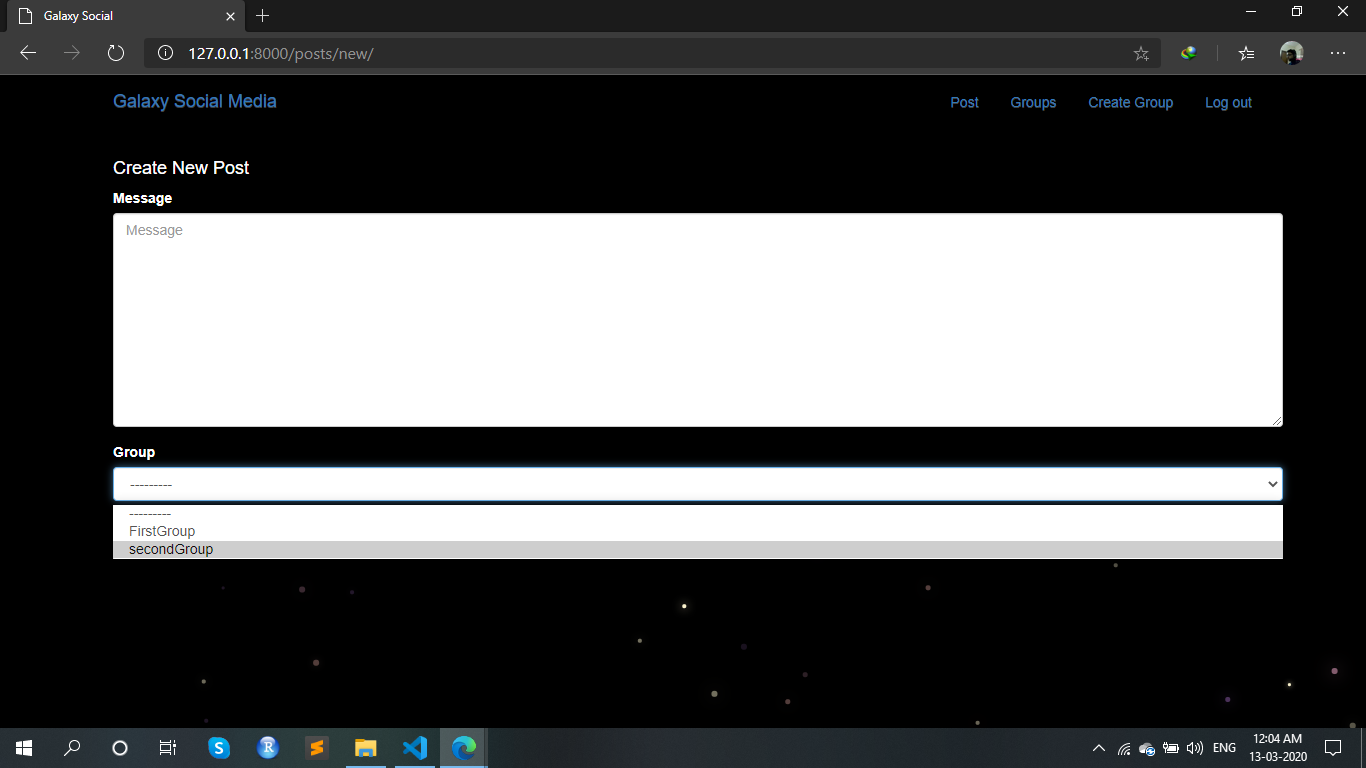 Galaxy Social
127.0.0.1:8000/posts/new/
Galaxy Social Media
Post Groups Create Group Log out
Create New Post
Message
Message
Group
---------
---------
FirstGroup
secondGroup
ENG
12:04 AM
13-03-2020